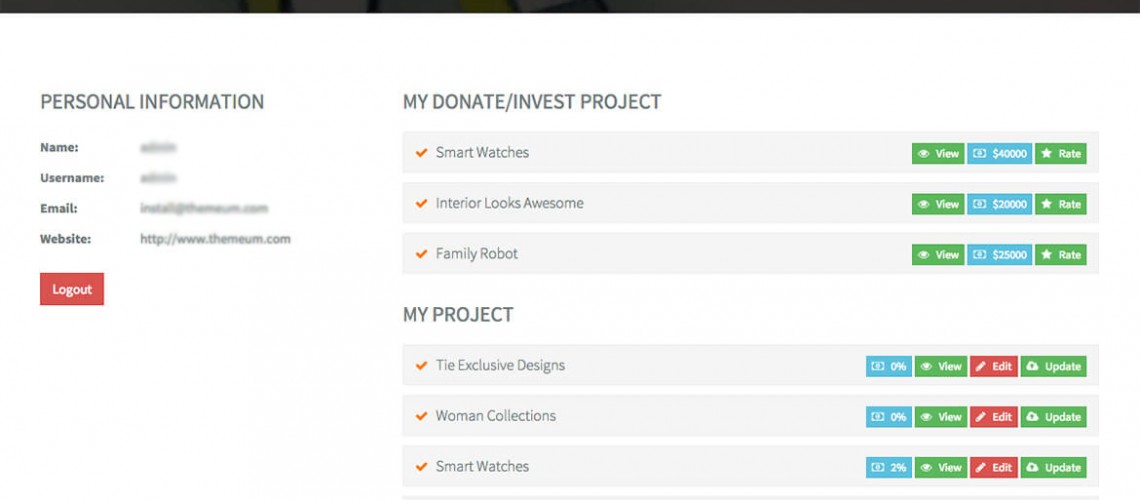 PERSONAL INFORMATION
Name: admin
Username: admin
Email: install@themeum.com
Website: http://www.themeum.com
Logout
MY DONATE/INVEST PROJECT
Smart Watches View $40000 Rate
Interior Looks Awesome View $20000 Rate
Family Robot View $25000 Rate
MY PROJECT
Tie Exclusive Designs 0% View Edit Update
Woman Collections 0% View Edit Update
Smart Watches 2% View Edit Update